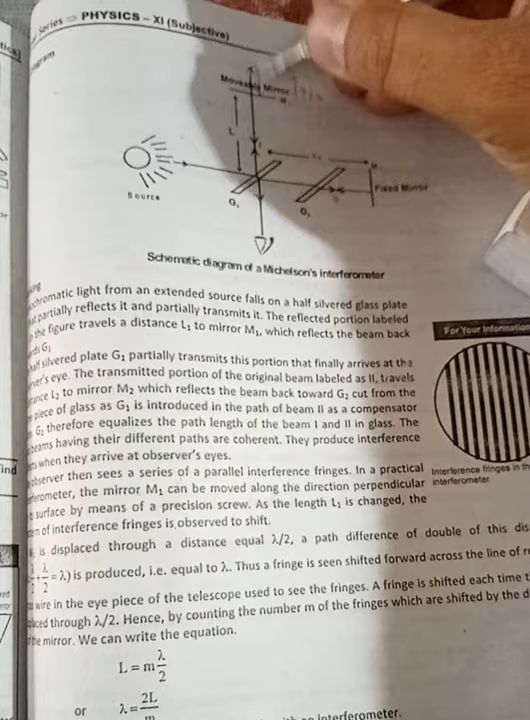 Series ⇒ PHYSICS – XI (Subjective)
Moveable Mirror
M
L
Source
G₁
G₂
Fixed Mirror
Schematic diagram of a Michelson's interferometer
light from an extended source falls on a half silvered glass plate
partially reflects it and partially transmits it. The reflected portion labeled
the figure travels a distance L₁ to mirror M₁, which reflects the beam back
G₁
silvered plate G₁ partially transmits this portion that finally arrives at the
eye. The transmitted portion of the original beam labeled as II, travels
L₂ to mirror M₂ which reflects the beam back toward G₂ cut from the
piece of glass as G₁ is introduced in the path of beam II as a compensator
G₂ therefore equalizes the path length of the beam I and II in glass. The
beams having their different paths are coherent. They produce interference
when they arrive at observer's eyes.
observer then sees a series of parallel interference fringes. In a practical
the mirror M₁ can be moved along the direction perpendicular
surface by means of a precision screw. As the length L₁ is changed, the
of interference fringes is observed to shift.
For Your Information
Interference fringes in
interferometer
is displaced through a distance equal λ/2, a path difference of double of this
λ/2 + λ/2 = λ) is produced, i.e. equal to λ. Thus a fringe is seen shifted forward across the line of
wire in the eye piece of the telescope used to see the fringes. A fringe is shifted each time
through λ/2. Hence, by counting the number m of the fringes which are shifted by the
the mirror. We can write the equation.
L = m λ/2
or λ = 2L/m
an interferometer.